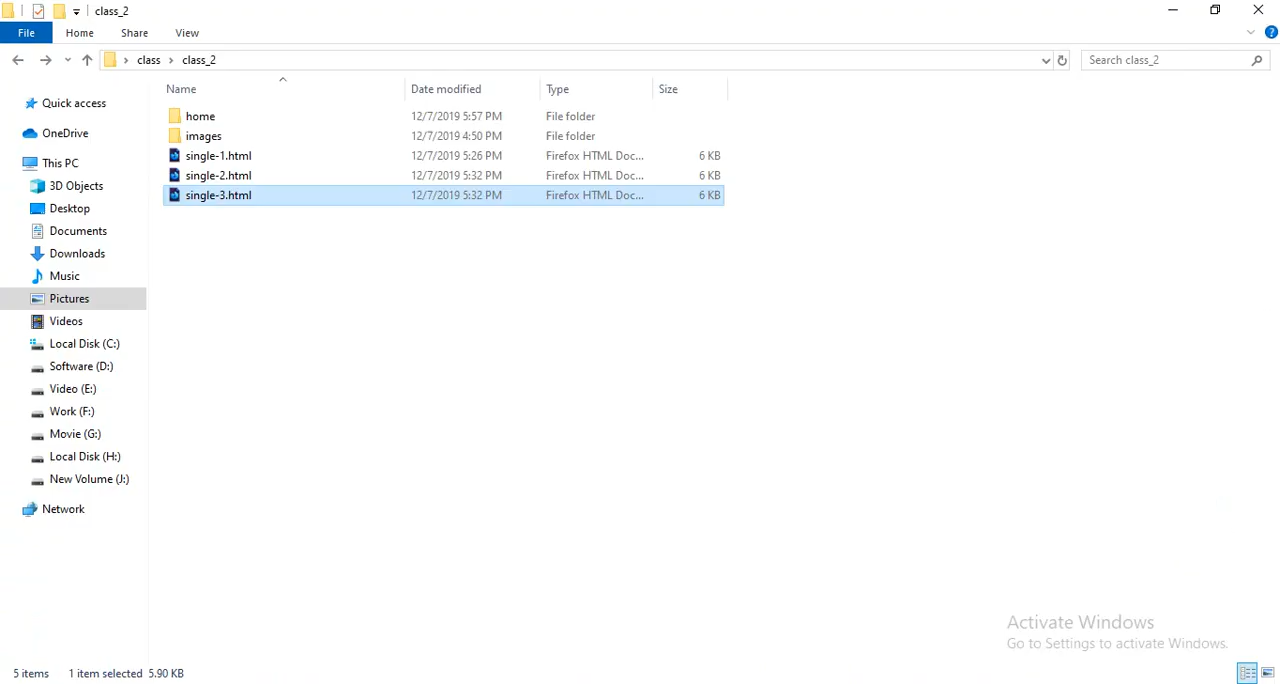 class_2
File Home Share View
class class_2 Search class_2
Name Date modified Type Size
Quick access
OneDrive
This PC
3D Objects
Desktop
Documents
Downloads
Music
Pictures
Videos
Local Disk (C:)
Software (D:)
Video (E:)
Work (F:)
Movie (G:)
Local Disk (H:)
New Volume (J:)
Network
home 12/7/2019 5:57 PM File folder
images 12/7/2019 4:50 PM File folder
single-1.html 12/7/2019 5:26 PM Firefox HTML Doc... 6 KB
single-2.html 12/7/2019 5:32 PM Firefox HTML Doc... 6 KB
single-3.html 12/7/2019 5:32 PM Firefox HTML Doc... 6 KB
Activate Windows
Go to Settings to activate Windows.
5 items 1 item selected 5.90 KB